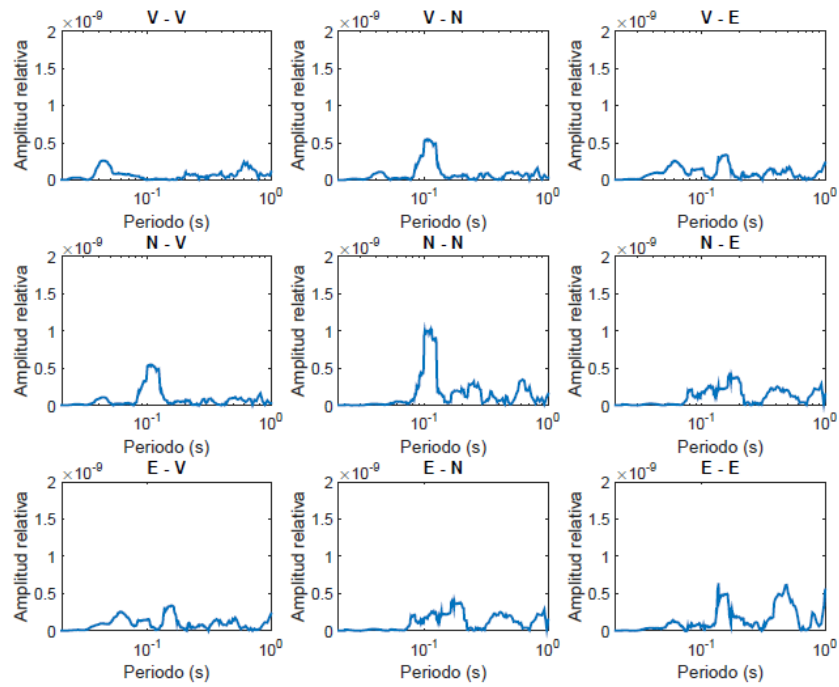 V - V
×10⁻⁹
2
1.5
1
0.5
0
Amplitud relativa
10⁻¹
10⁰
Periodo (s)
V - N
×10⁻⁹
2
1.5
1
0.5
0
Amplitud relativa
10⁻¹
10⁰
Periodo (s)
V - E
×10⁻⁹
2
1.5
1
0.5
0
Amplitud relativa
10⁻¹
10⁰
Periodo (s)
N - V
×10⁻⁹
2
1.5
1
0.5
0
Amplitud relativa
10⁻¹
10⁰
Periodo (s)
N - N
×10⁻⁹
2
1.5
1
0.5
0
Amplitud relativa
10⁻¹
10⁰
Periodo (s)
N - E
×10⁻⁹
2
1.5
1
0.5
0
Amplitud relativa
10⁻¹
10⁰
Periodo (s)
E - V
×10⁻⁹
2
1.5
1
0.5
0
Amplitud relativa
10⁻¹
10⁰
Periodo (s)
E - N
×10⁻⁹
2
1.5
1
0.5
0
Amplitud relativa
10⁻¹
10⁰
Periodo (s)
E - E
×10⁻⁹
2
1.5
1
0.5
0
Amplitud relativa
10⁻¹
10⁰
Periodo (s)